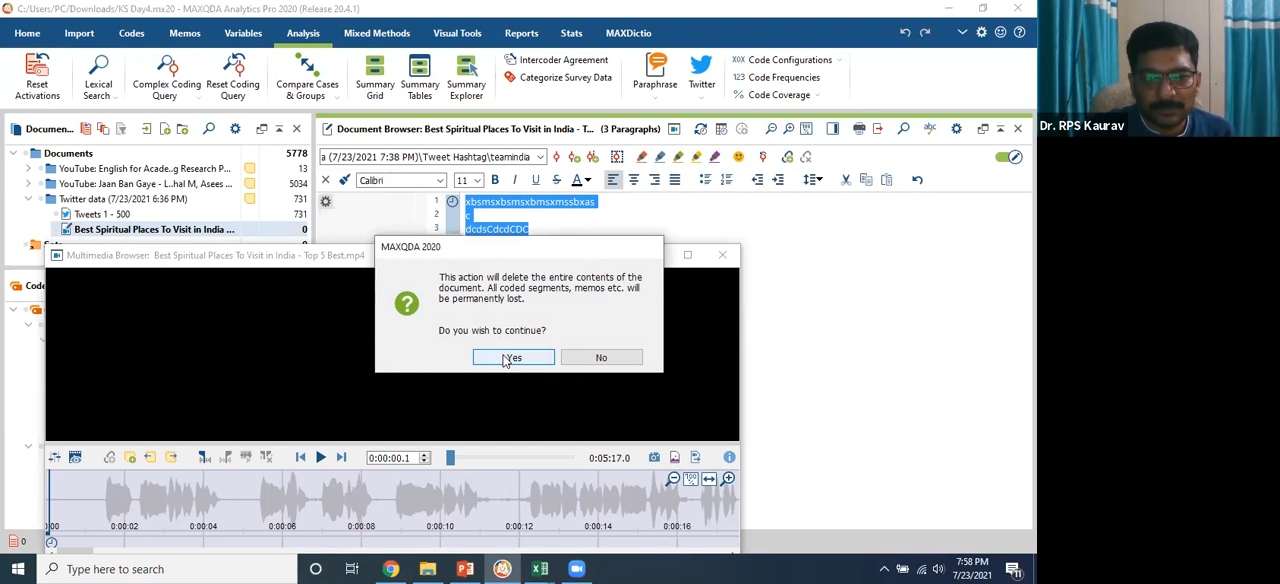 C:/Users/PC/Downloads/KS Day4.mx20 - MAXQDA Analytics Pro 2020 (Release 20.4.1)
Home Import Codes Memos Variables Analysis Mixed Methods Visual Tools Reports Stats MAXDictio
Reset Activations
Lexical Search
Complex Coding Query
Reset Coding Query
Compare Cases & Groups
Summary Grid
Summary Tables
Summary Explorer
Intercoder Agreement
Categorize Survey Data
Paraphrase
Twitter
Code Configurations
123 Code Frequencies
% Code Coverage
Dr. RPS Kaurav
Documen...
Documents 5778
YouTube: English for Acade...g Research P... 13
YouTube: Jaan Ban Gaye - L...hal M, Asees ... 5034
Twitter data (7/23/2021 6:36 PM) 731
Tweets 1 - 500 731
Best Spiritual Places To Visit in India ... 0
Code
Document Browser: Best Spiritual Places To Visit in India - T... (3 Paragraphs)
a (7/23/2021 7:38 PM)\Tweet Hashtag\teamindia
Calibri 11 B I U S A
1 xbsmsxbsmsxbmsxmssbxas
2 c
3 dcdsCdcdCDC
Multimedia Browser: Best Spiritual Places To Visit in India - Top 5 Best.mp4
MAXQDA 2020
This action will delete the entire contents of the
document. All coded segments, memos etc. will
be permanently lost.
Do you wish to continue?
Yes No
0:00:00.1 0:05:17.0
:00 0:00:02 0:00:04 0:00:06 0:00:08 0:00:10 0:00:12 0:00:14 0:00:16
0
Type here to search
7:58 PM
7/23/2021